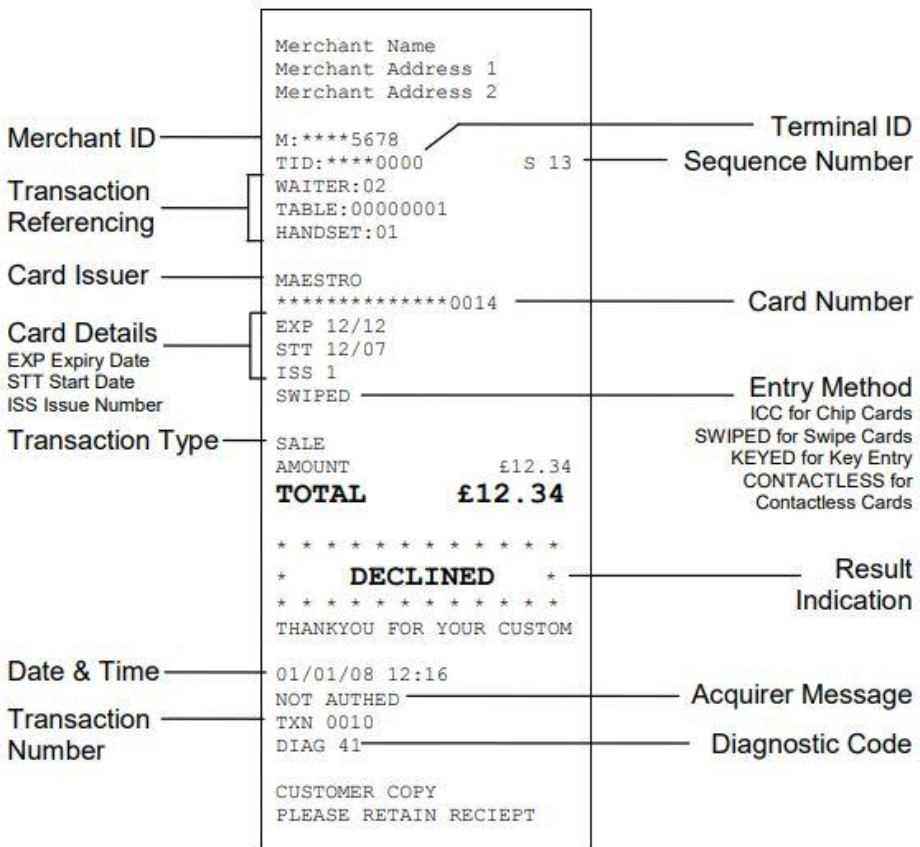 Merchant Name
Merchant Address 1
Merchant Address 2
Merchant ID
M:****5678
Terminal ID
TID:****0000 S 13
Sequence Number
Transaction
Referencing
WAITER:02
TABLE:00000001
HANDSET:01
Card Issuer
MAESTRO
**************0014
Card Number
Card Details
EXP Expiry Date
STT Start Date
ISS Issue Number
EXP 12/12
STT 12/07
ISS 1
SWIPED
Entry Method
ICC for Chip Cards
SWIPED for Swipe Cards
KEYED for Key Entry
CONTACTLESS for
Contactless Cards
Transaction Type
SALE
AMOUNT £12.34
TOTAL £12.34
* * * * * * * * * * * *
* DECLINED *
* * * * * * * * * * * *
Result
Indication
THANKYOU FOR YOUR CUSTOM
Date & Time
01/01/08 12:16
NOT AUTHED
Acquirer Message
Transaction
Number
TXN 0010
DIAG 41
Diagnostic Code
CUSTOMER COPY
PLEASE RETAIN RECIEPT